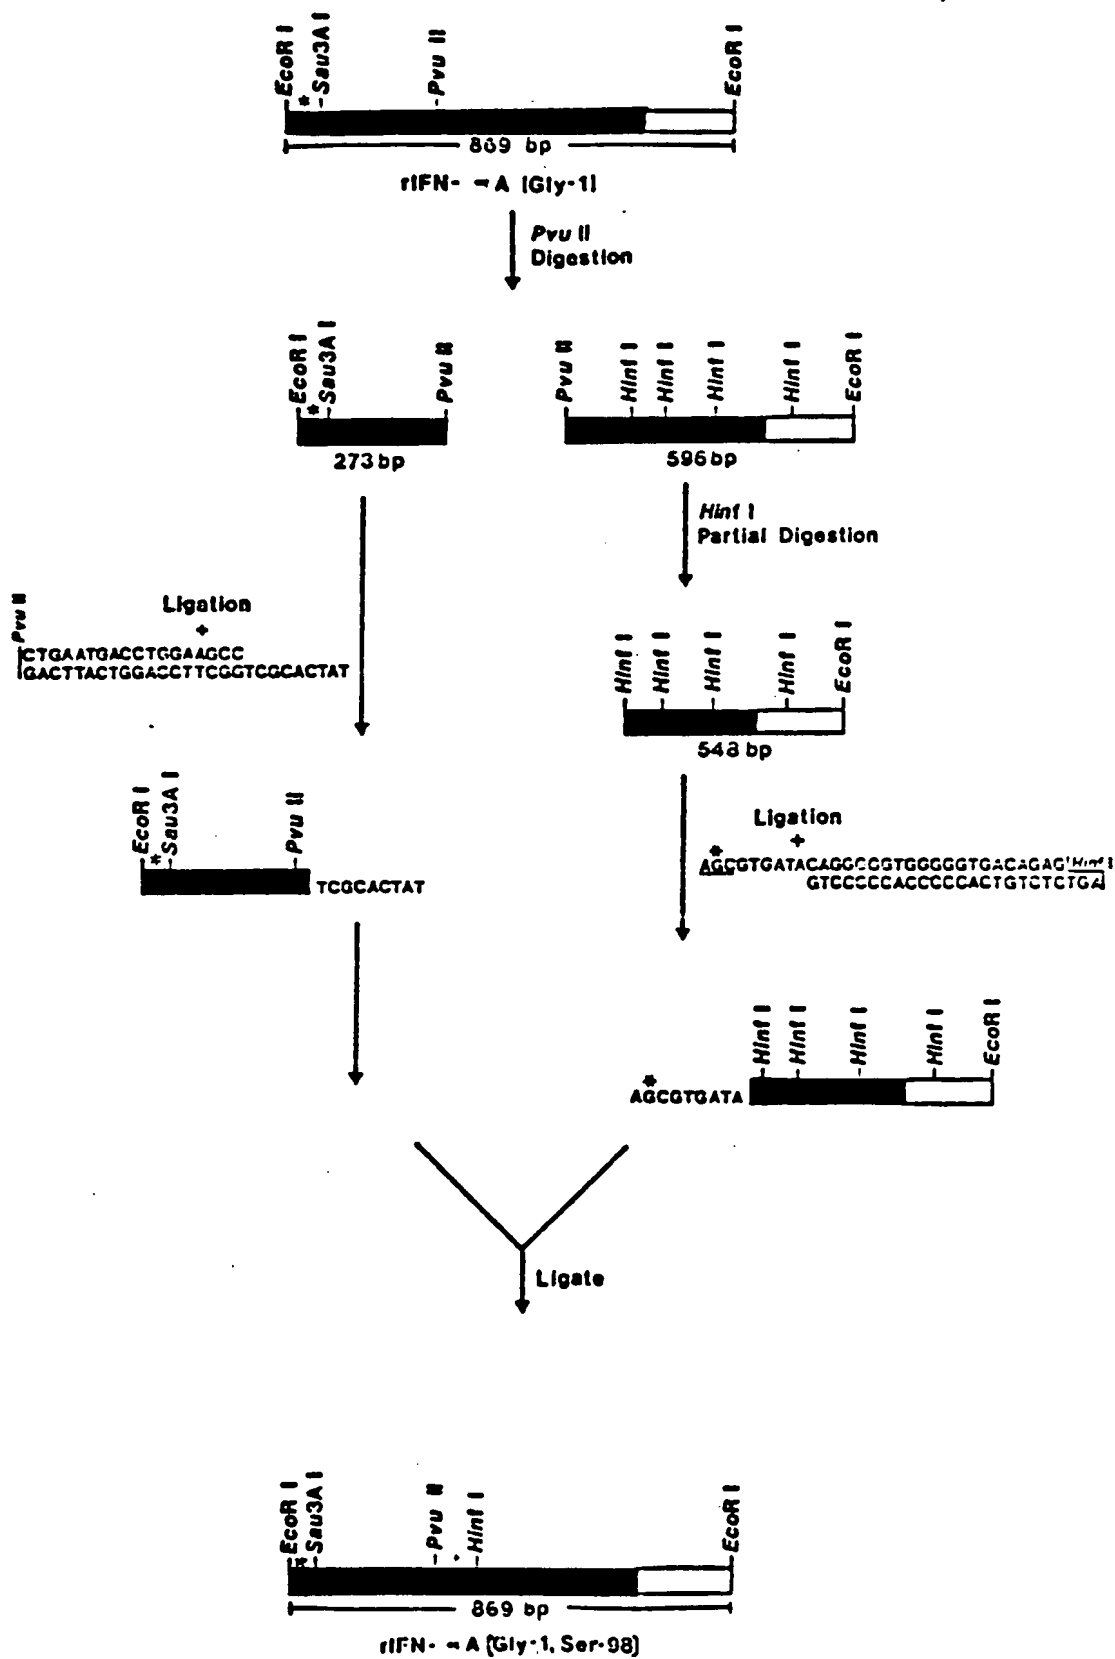 EcoR I
*
Sau3A I
Pvu II
EcoR I
869 bp
rIFN- ⊶A [Gly-1]
Pvu II
Digestion
EcoR I
*
Sau3A I
Pvu II
273 bp
Pvu II
Hinf I
Hinf I
Hinf I
Hinf I
EcoR I
596 bp
Hinf I
Partial Digestion
Pvu II
Ligation
+
CTGAATGACCTGGAAGCC
GACTTACTGGACCTTCGGTCGCACTAT
Hinf I
Hinf I
Hinf I
Hinf I
EcoR I
548 bp
Ligation
+
*
AGCGTGATACAGGCCGTGGGGGTGACAGAG Hinf I
GTCCCCCACCCCCACTGTCTCTGA
EcoR I
*
Sau3A I
Pvu II
TCGCACTAT
*
AGCGTGATA
Hinf I
Hinf I
Hinf I
Hinf I
EcoR I
Ligate
EcoR I
*
Sau3A I
Pvu II
Hinf I
EcoR I
869 bp
rIFN- ⊶A [Gly-1, Ser-98]